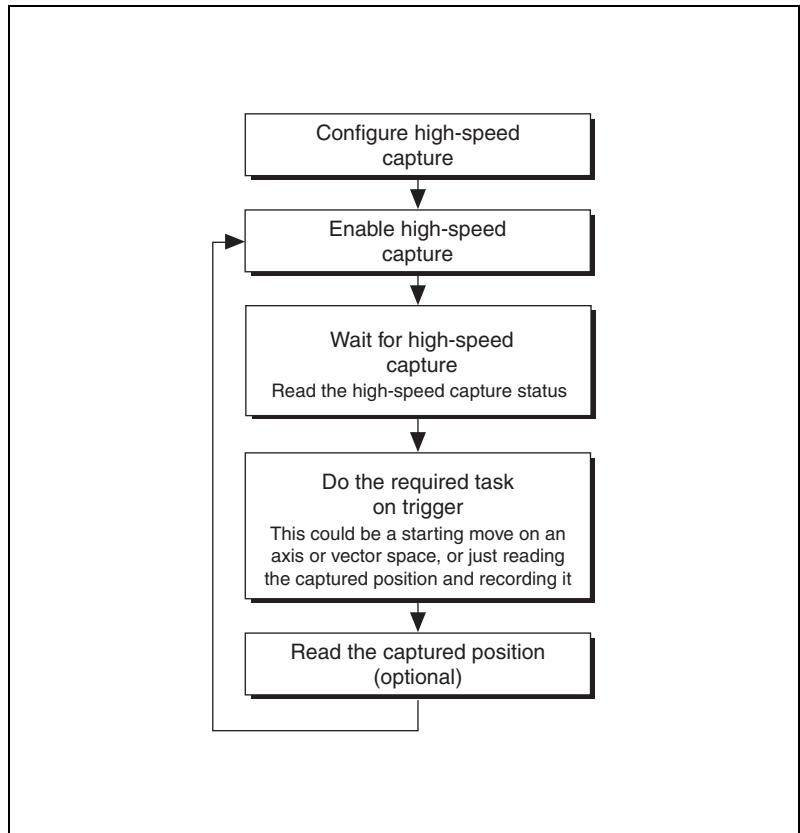 Configure high-speed
capture
Enable high-speed
capture
Wait for high-speed
capture
Read the high-speed capture status
Do the required task
on trigger
This could be a starting move on an
axis or vector space, or just reading
the captured position and recording it
Read the captured position
(optional)